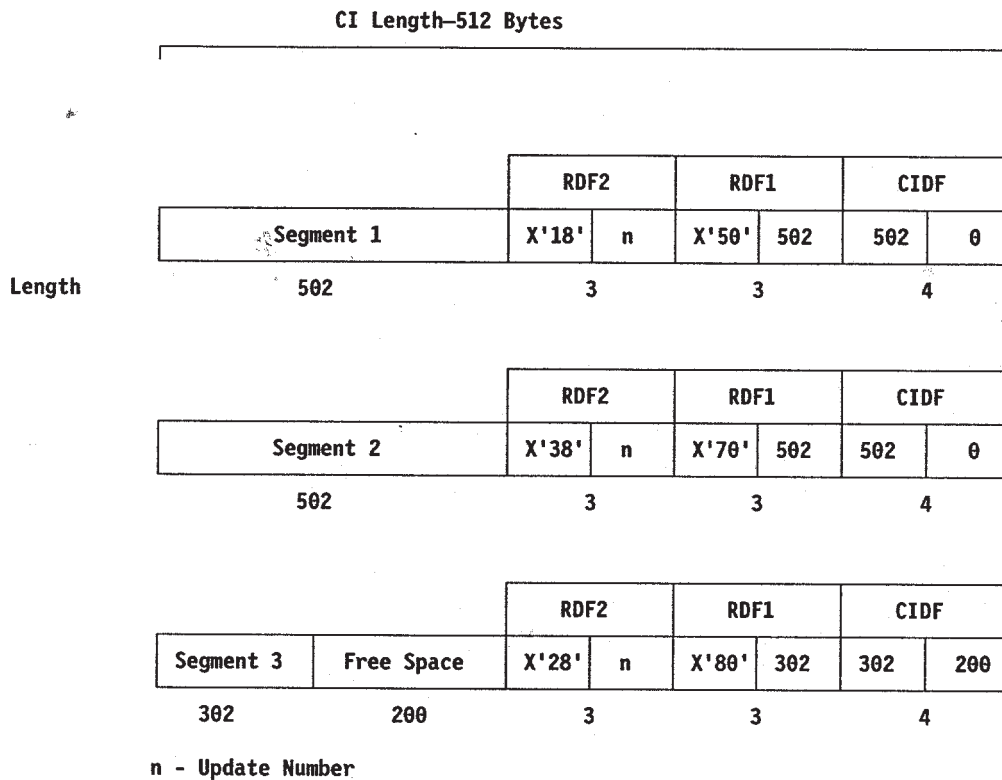 CI Length—512 Bytes
RDF2 RDF1 CIDF
Segment 1 X'18' n X'50' 502 502 0
Length 502 3 3 4
RDF2 RDF1 CIDF
Segment 2 X'38' n X'70' 502 502 0
502 3 3 4
RDF2 RDF1 CIDF
Segment 3 Free Space X'28' n X'80' 302 302 200
302 200 3 3 4
n - Update Number